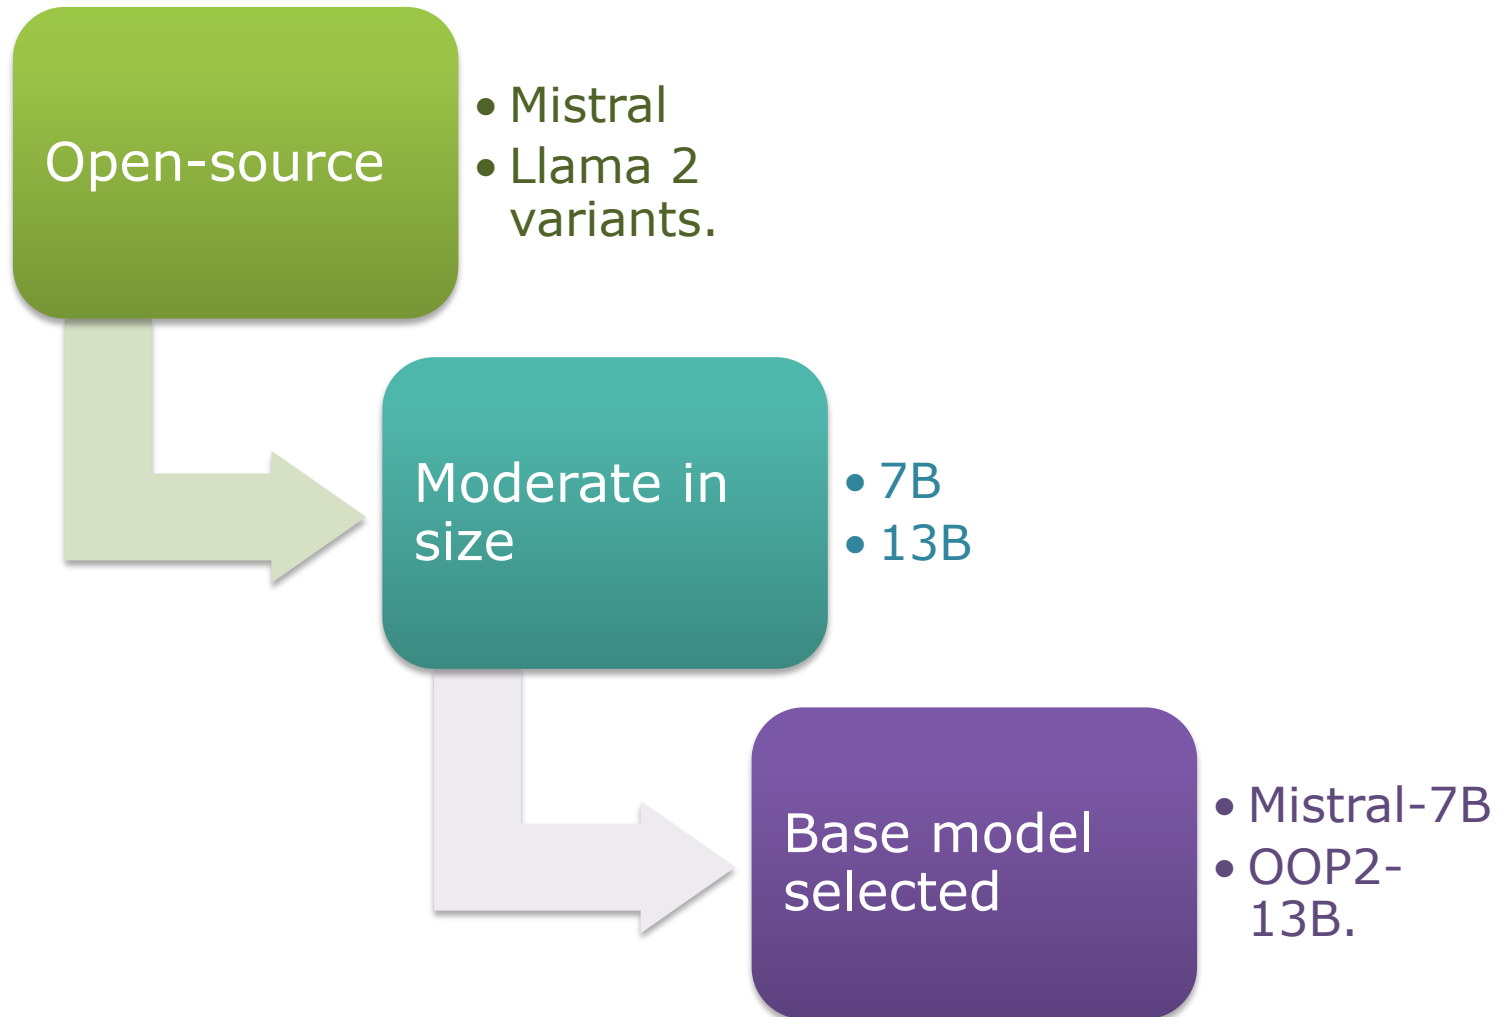 Open-source
• Mistral
• Llama 2
variants.
Moderate in
size
• 7B
• 13B
Base model
selected
• Mistral-7B
• OOP2-
13B.